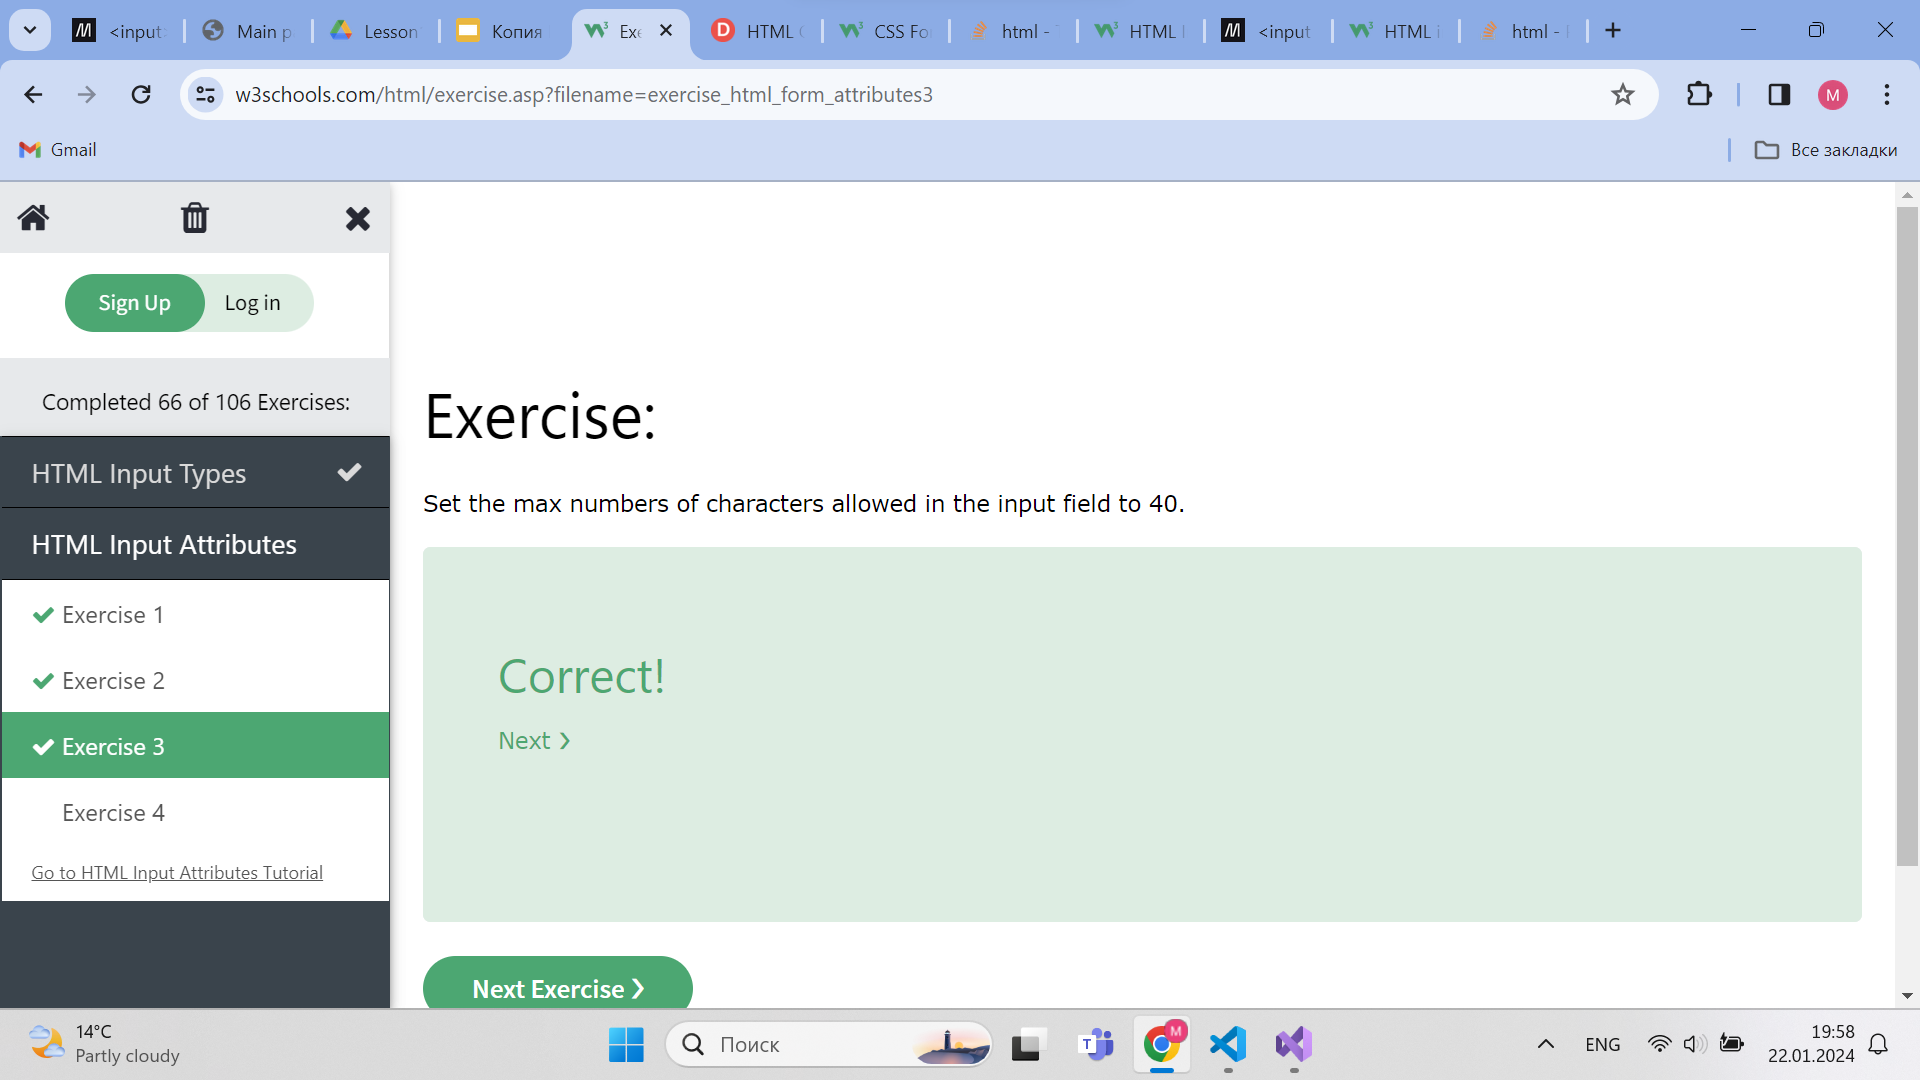 <input
Main p
Lesson
Копия
Exe
HTML
CSS Fo
html -
HTML
<input
HTML i
html -
w3schools.com/html/exercise.asp?filename=exercise_html_form_attributes3
M
Gmail
Все закладки
Sign Up
Log in
Completed 66 of 106 Exercises:
HTML Input Types
HTML Input Attributes
Exercise 1
Exercise 2
Exercise 3
Exercise 4
Go to HTML Input Attributes Tutorial
Exercise:
Set the max numbers of characters allowed in the input field to 40.
Correct!
Next ❯
Next Exercise ❯
14°C
Partly cloudy
Поиск
ENG
19:58
22.01.2024